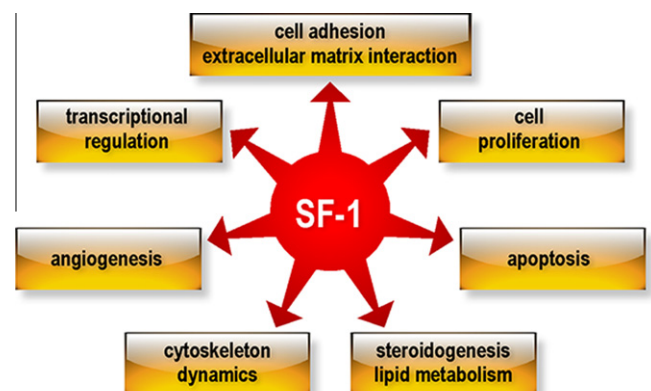 cell adhesion
extracellular matrix interaction
transcriptional
regulation
cell
proliferation
SF-1
angiogenesis
apoptosis
cytoskeleton
dynamics
steroidogenesis
lipid metabolism